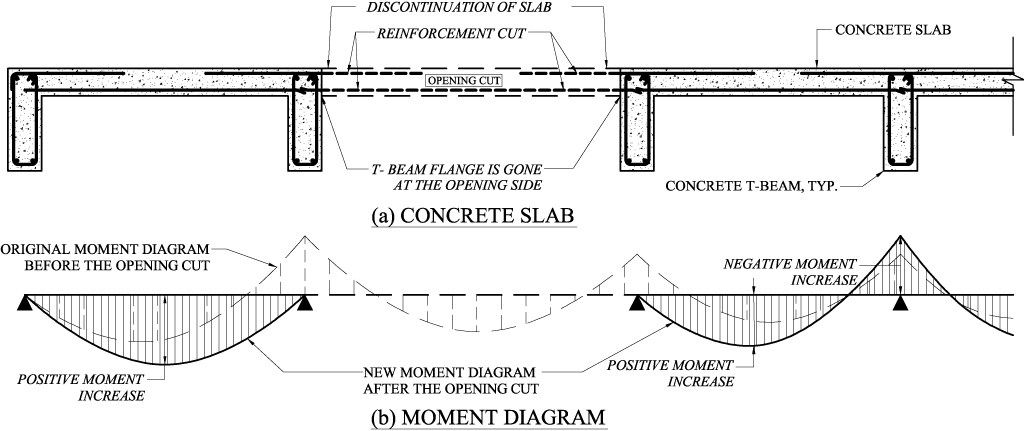 DISCONTINUATION OF SLAB
REINFORCEMENT CUT
CONCRETE SLAB
OPENING CUT
T- BEAM FLANGE IS GONE
AT THE OPENING SIDE
CONCRETE T-BEAM, TYP.
(a) CONCRETE SLAB
ORIGINAL MOMENT DIAGRAM
BEFORE THE OPENING CUT
NEGATIVE MOMENT
INCREASE
POSITIVE MOMENT
INCREASE
NEW MOMENT DIAGRAM
AFTER THE OPENING CUT
POSITIVE MOMENT
INCREASE
(b) MOMENT DIAGRAM